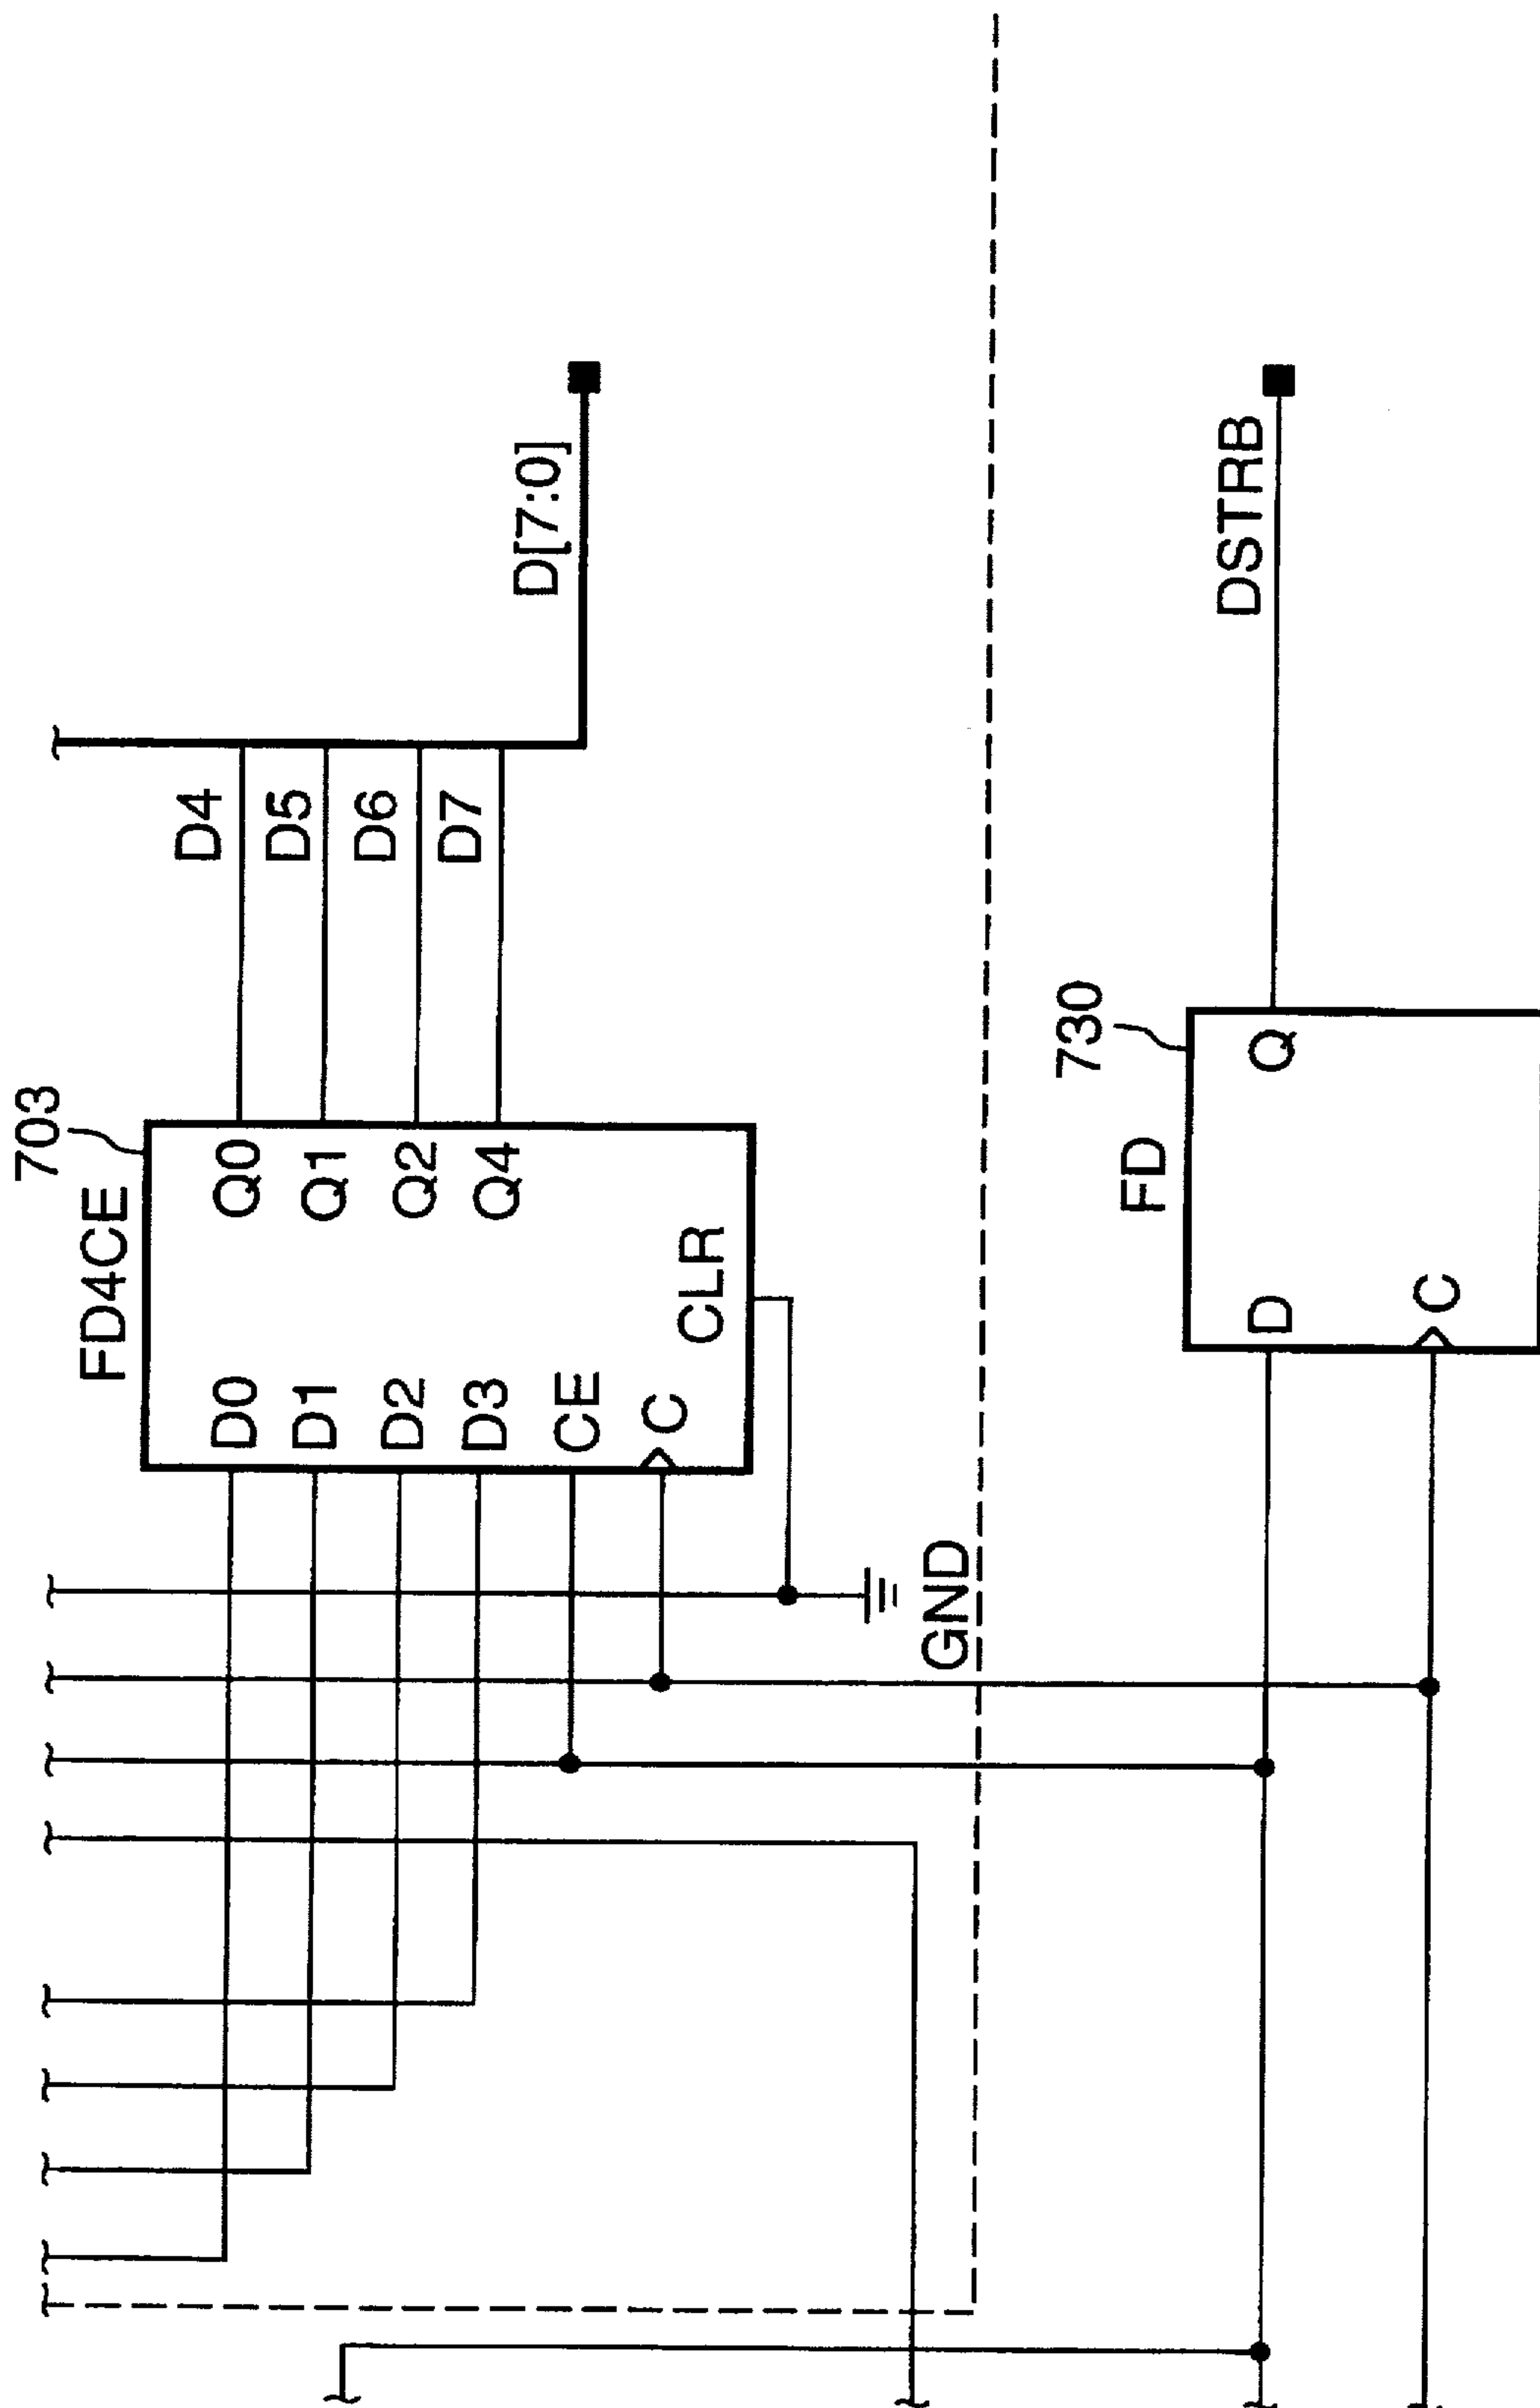 703
FD4CE
D0
Q0
D4
D1
Q1
D5
D2
Q2
D6
D3
Q4
D7
CE
D[7:0]
C
CLR
GND
730
FD
D
Q
DSTRB
C